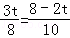 3t/8 = (8 − 2t)/10